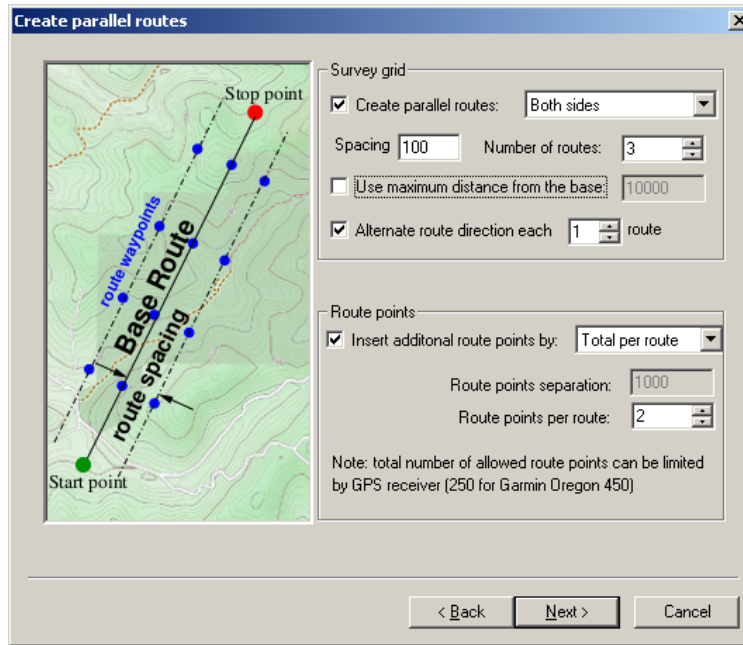 Create parallel routes
Stop point
route waypoints
Base Route
route spacing
Start point
Survey grid
Create parallel routes: Both sides
Spacing 100 Number of routes: 3
Use maximum distance from the base: 10000
Alternate route direction each 1 route
Route points
Insert additonal route points by: Total per route
Route points separation: 1000
Route points per route: 2
Note: total number of allowed route points can be limited
by GPS receiver (250 for Garmin Oregon 450)
< Back Next > Cancel